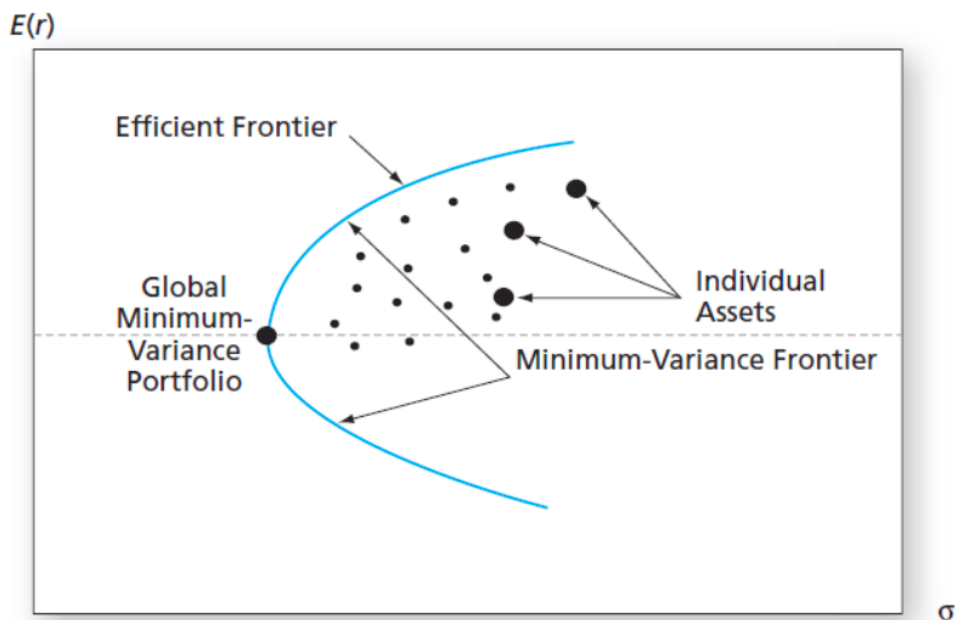 E(r)
Efficient Frontier
Global
Minimum-
Variance
Portfolio
Individual
Assets
Minimum-Variance Frontier
σ